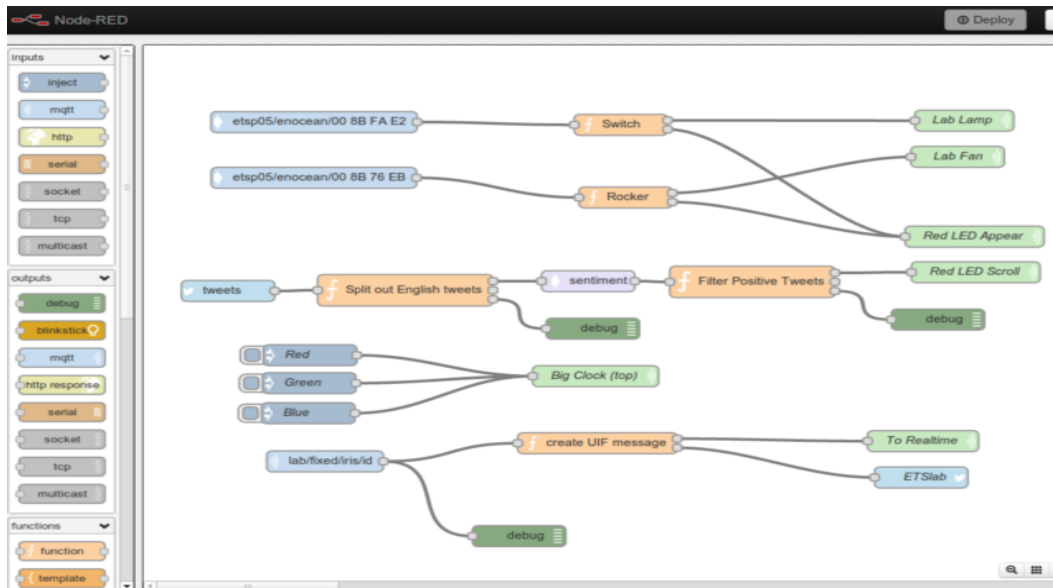 Node-RED
Deploy
inputs
inject
mqtt
http
serial
socket
tcp
multicast
outputs
debug
blinkstick
mqtt
http response
serial
socket
tcp
multicast
functions
function
template
etsp05/enocean/00 8B FA E2
Switch
Lab Lamp
Lab Fan
etsp05/enocean/00 8B 76 EB
Rocker
Red LED Appear
tweets
Split out English tweets
sentiment
Filter Positive Tweets
Red LED Scroll
debug
debug
Red
Green
Blue
Big Clock (top)
lab/fixed/iris/id
create UIF message
To Realtime
ETSlab
debug